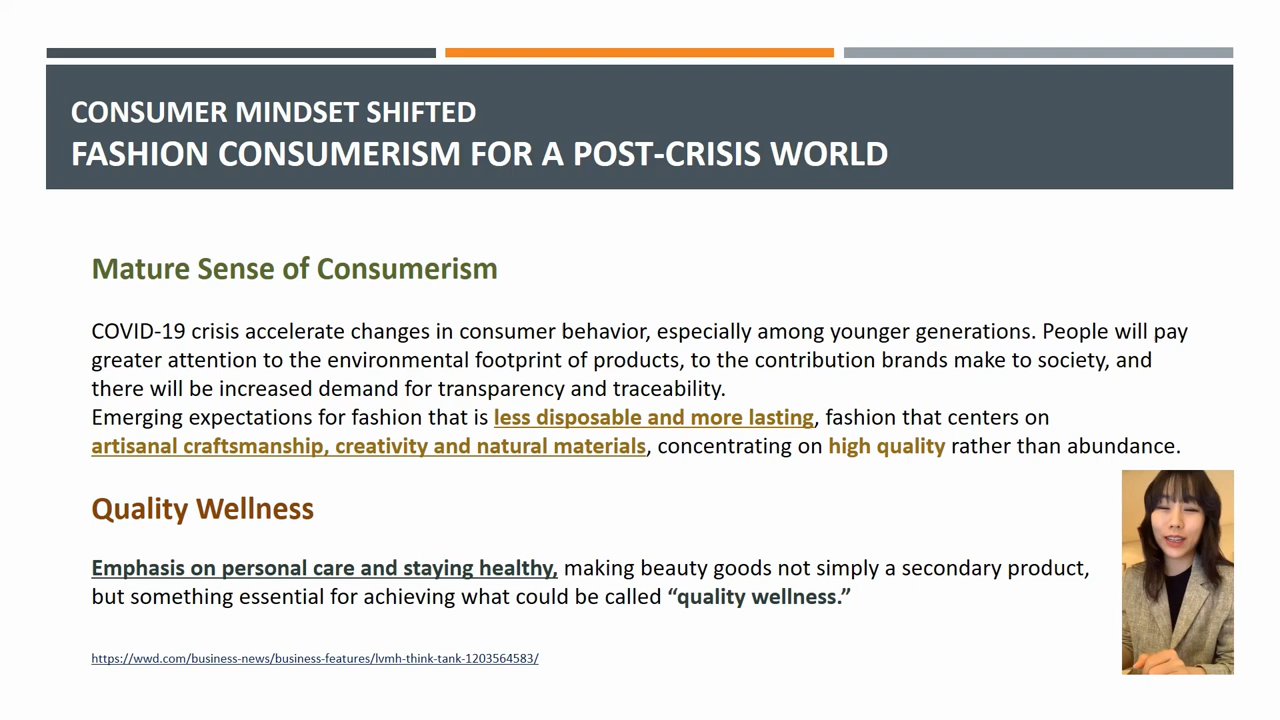 CONSUMER MINDSET SHIFTED
FASHION CONSUMERISM FOR A POST-CRISIS WORLD
Mature Sense of Consumerism
COVID-19 crisis accelerate changes in consumer behavior, especially among younger generations. People will pay
greater attention to the environmental footprint of products, to the contribution brands make to society, and
there will be increased demand for transparency and traceability.
Emerging expectations for fashion that is less disposable and more lasting, fashion that centers on
artisanal craftsmanship, creativity and natural materials, concentrating on high quality rather than abundance.
Quality Wellness
Emphasis on personal care and staying healthy, making beauty goods not simply a secondary product,
but something essential for achieving what could be called “quality wellness.”
https://wwd.com/business-news/business-features/lvmh-think-tank-1203564583/